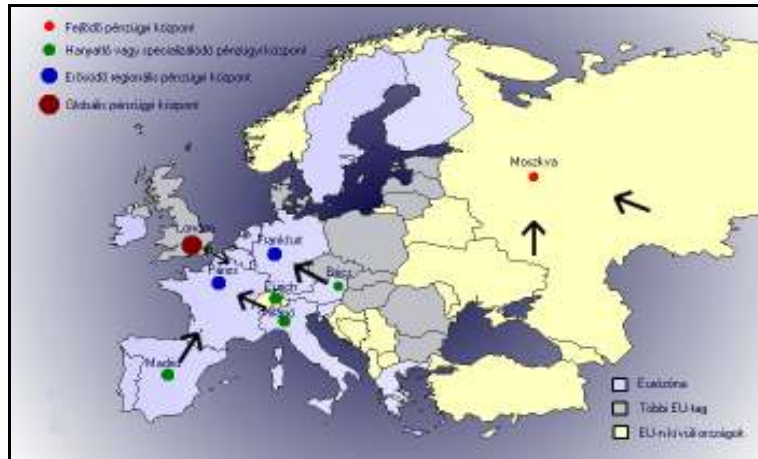 Fejlődő pénzügyi központ
Hanyatló vagy specializálódó pénzügyi központ
Erősödő regionális pénzügyi központ
Globális pénzügyi központ
Moszkva
London
Frankfurt
Párizs
Bécs
Zürich
Madrid
Eurózóna
Többi EU-tag
EU-n kívüli országok